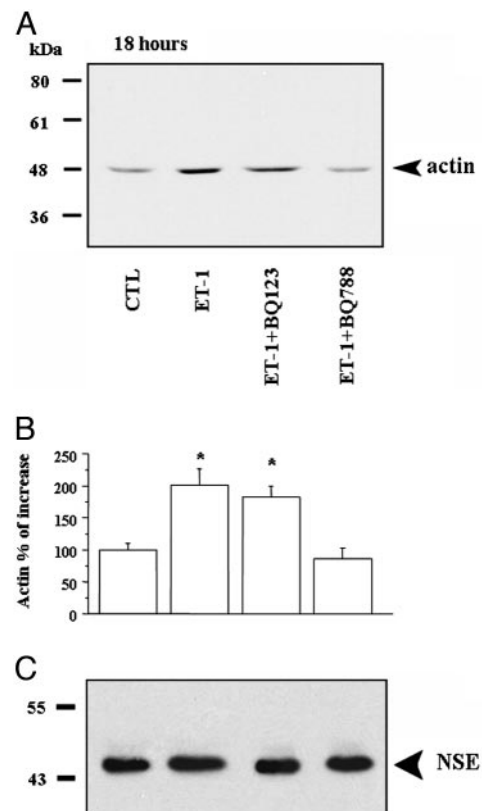 A
kDa 18 hours
80
61
48 actin
36
CTL
ET-1
ET-1+BQ123
ET-1+BQ788
B
Actin % of increase
250
200
150
100
50
0
* *
C
55
43 NSE